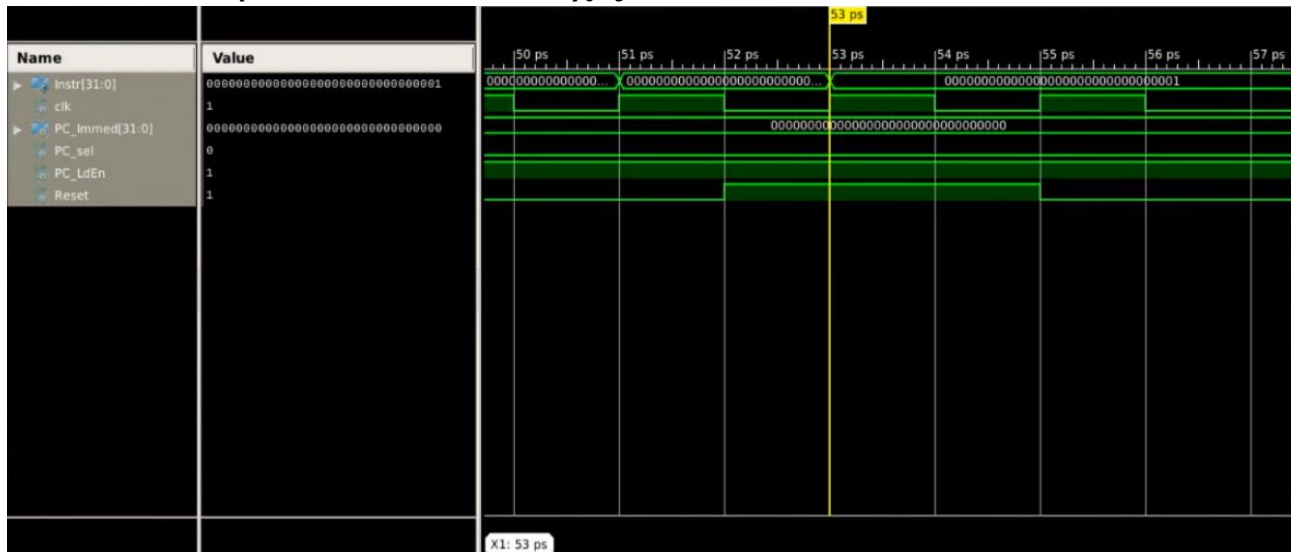 53 ps
Name
Value
50 ps 51 ps 52 ps 53 ps 54 ps 55 ps 56 ps 57 ps
Instr[31:0]
00000000000000000000000000000001
0000000000000000000... 00000000000000000000000000... 00000000000000000000000000000001
clk
1
PC_Immed[31:0]
00000000000000000000000000000000
00000000000000000000000000000000
PC_sel
0
PC_LdEn
1
Reset
1
X1: 53 ps